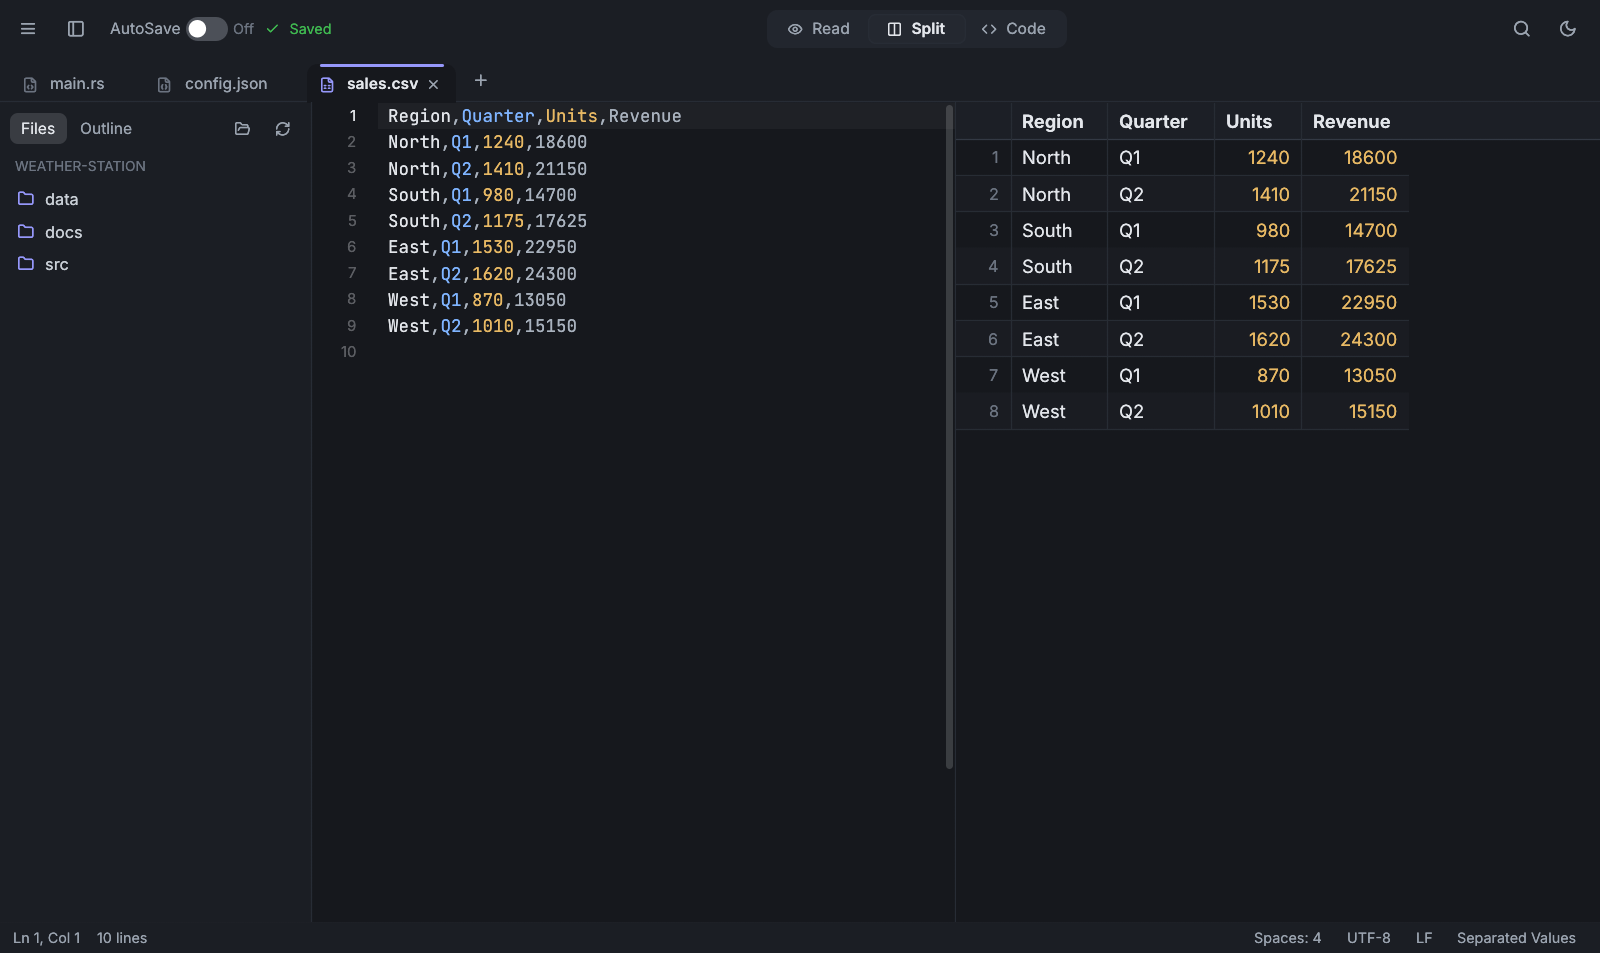 AutoSave Off Saved Read Split Code
main.rs config.json sales.csv
Files Outline
WEATHER-STATION
data
docs
src
1 Region,Quarter,Units,Revenue
2 North,Q1,1240,18600
3 North,Q2,1410,21150
4 South,Q1,980,14700
5 South,Q2,1175,17625
6 East,Q1,1530,22950
7 East,Q2,1620,24300
8 West,Q1,870,13050
9 West,Q2,1010,15150
10
Region Quarter Units Revenue
1 North Q1 1240 18600
2 North Q2 1410 21150
3 South Q1 980 14700
4 South Q2 1175 17625
5 East Q1 1530 22950
6 East Q2 1620 24300
7 West Q1 870 13050
8 West Q2 1010 15150
Ln 1, Col 1 10 lines Spaces: 4 UTF-8 LF Separated Values